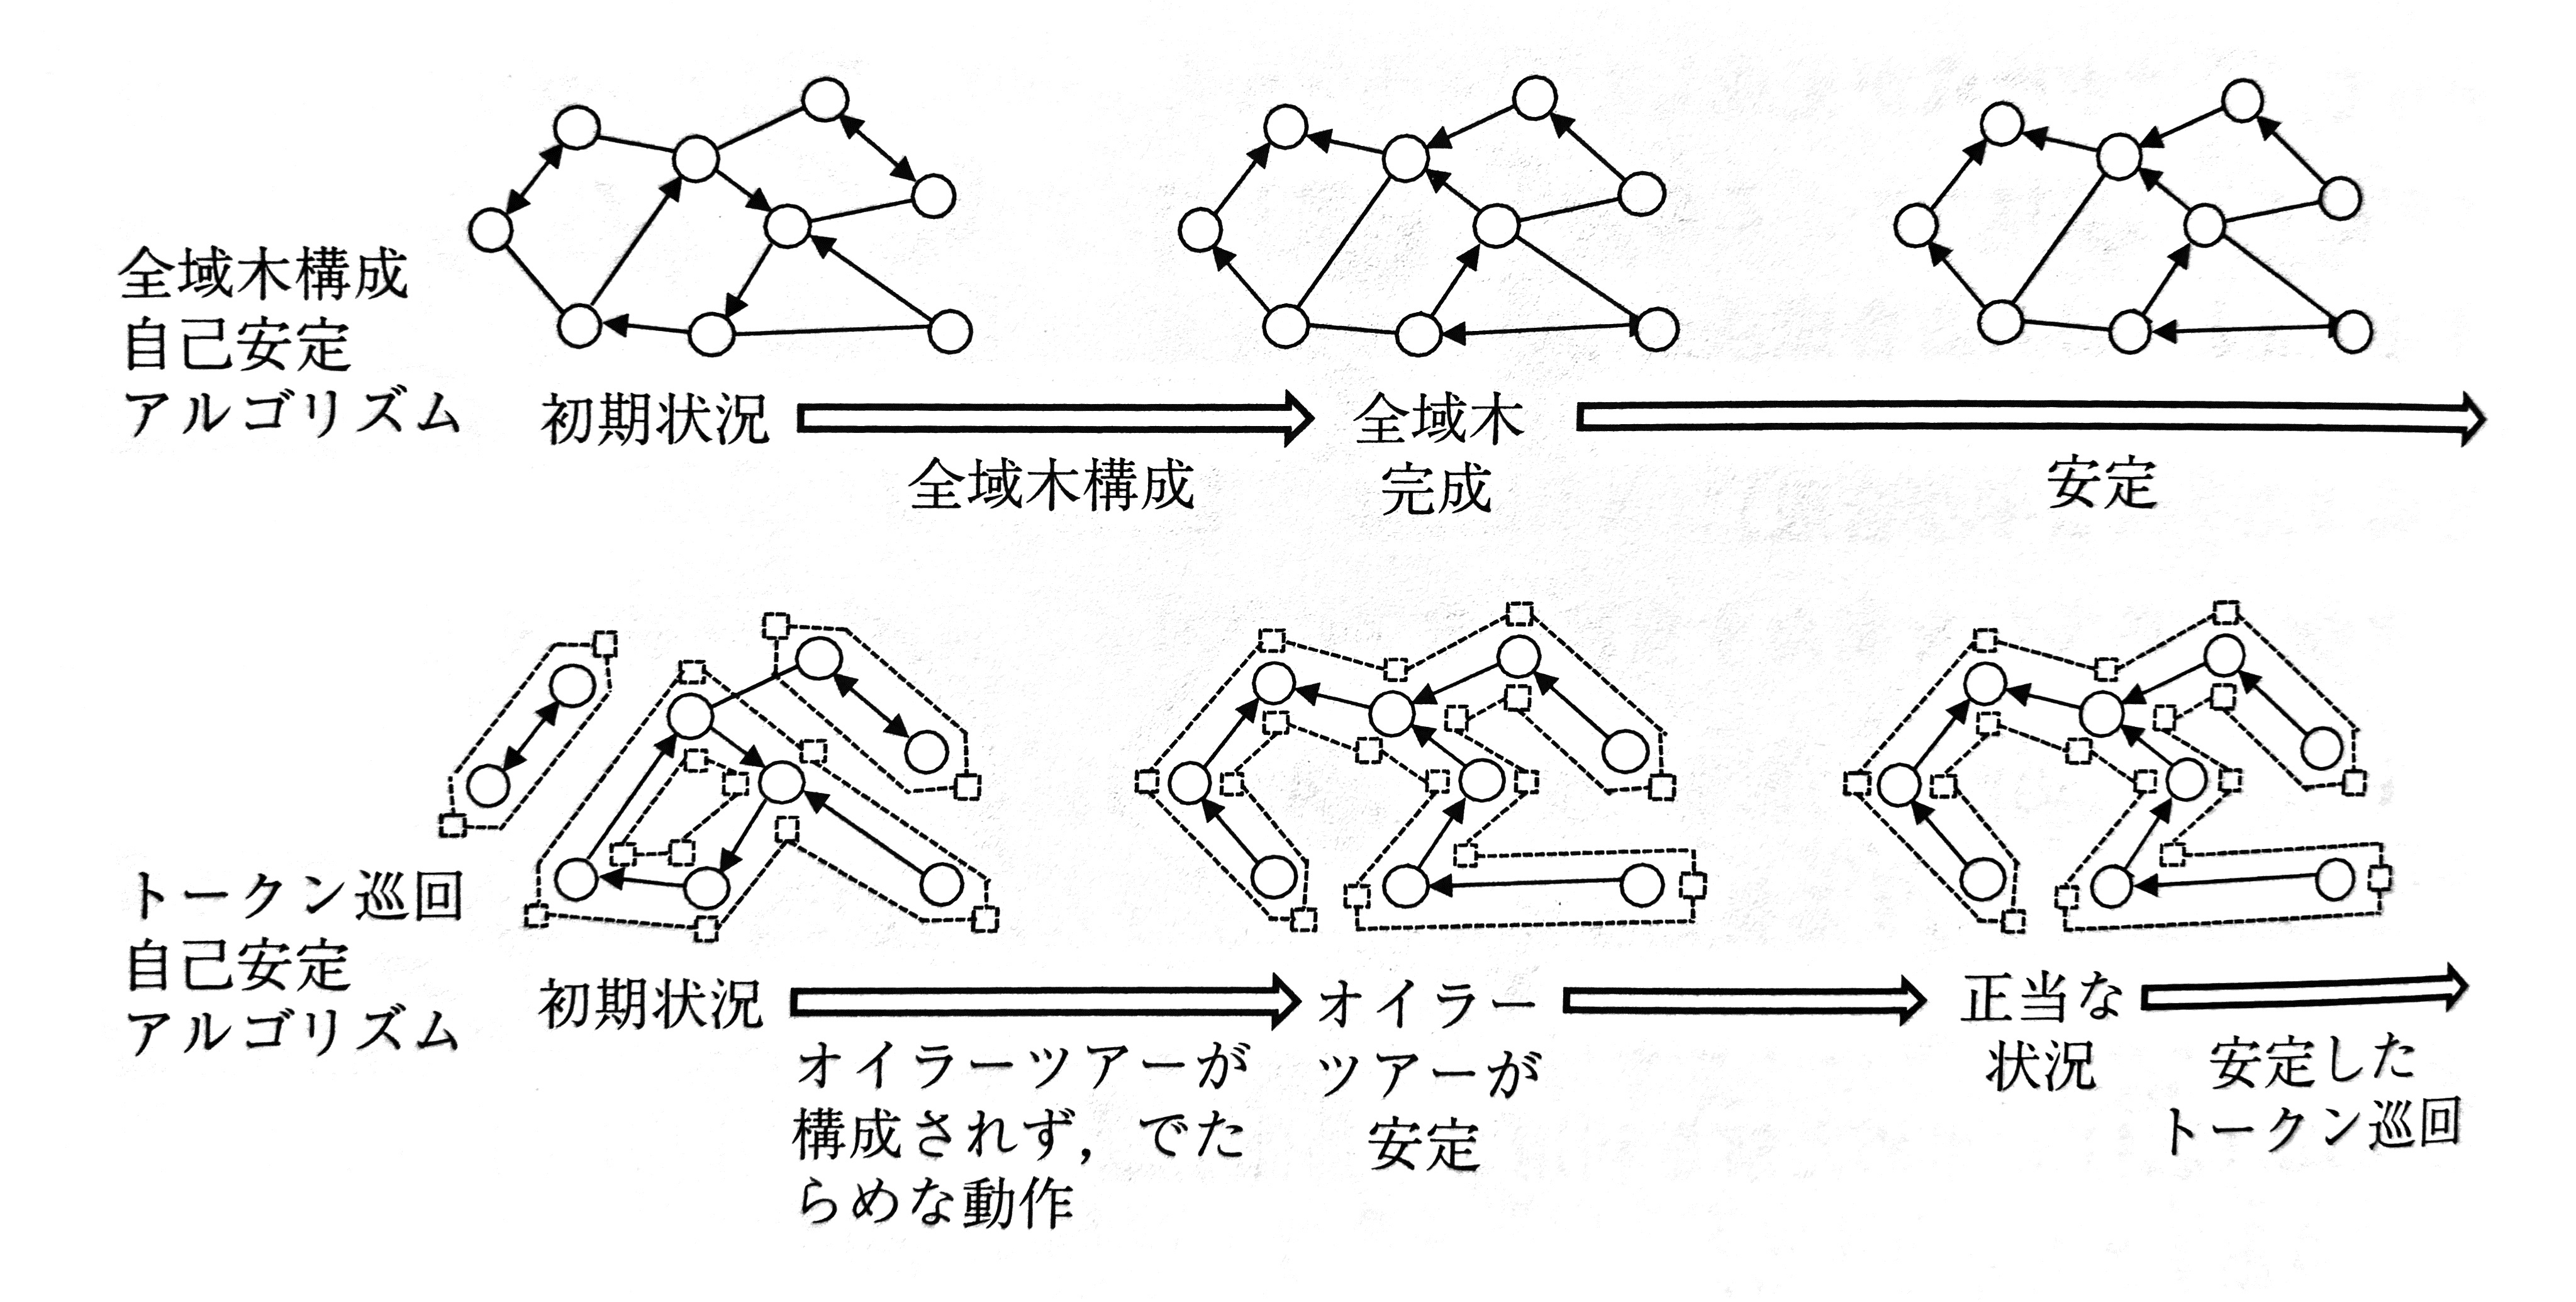 全域木構成
自己安定
アルゴリズム
初期状況
全域木構成
全域木
完成
安定
トークン巡回
自己安定
アルゴリズム
初期状況
オイラーツアーが
構成されず，でた
らめな動作
オイラー
ツアーが
安定
正当な
状況
安定した
トークン巡回